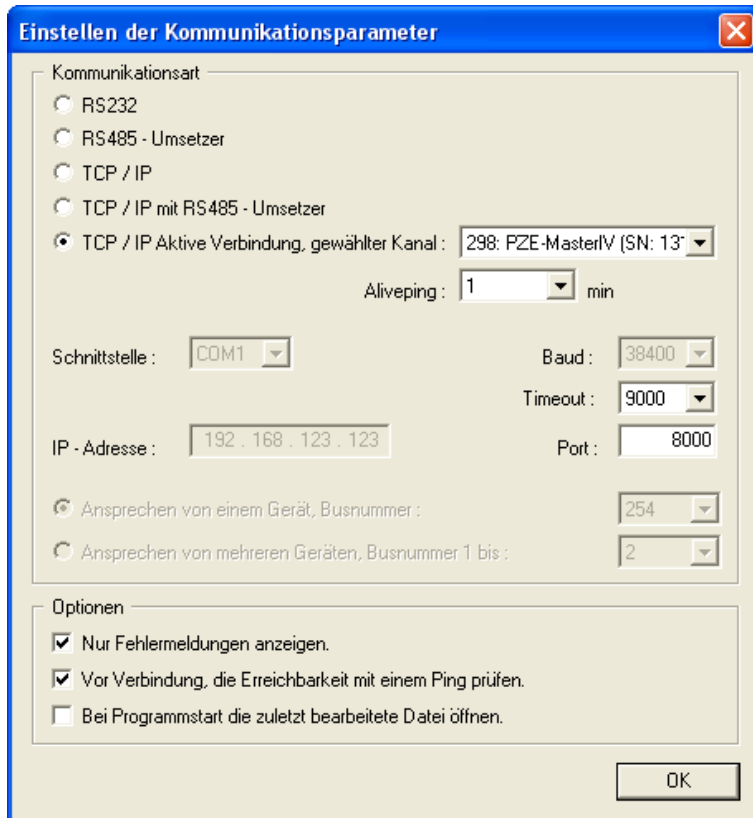 Einstellen der Kommunikationsparameter
Kommunikationsart
RS232
RS485 - Umsetzer
TCP / IP
TCP / IP mit RS485 - Umsetzer
TCP / IP Aktive Verbindung, gewählter Kanal : 298: PZE-MasterIV (SN: 131
Aliveping : 1 min
Schnittstelle : COM1 Baud : 38400
Timeout : 9000
IP - Adresse : 192 . 168 . 123 . 123 Port : 8000
Ansprechen von einem Gerät, Busnummer : 254
Ansprechen von mehreren Geräten, Busnummer 1 bis : 2
Optionen
Nur Fehlermeldungen anzeigen.
Vor Verbindung, die Erreichbarkeit mit einem Ping prüfen.
Bei Programmstart die zuletzt bearbeitete Datei öffnen.
OK